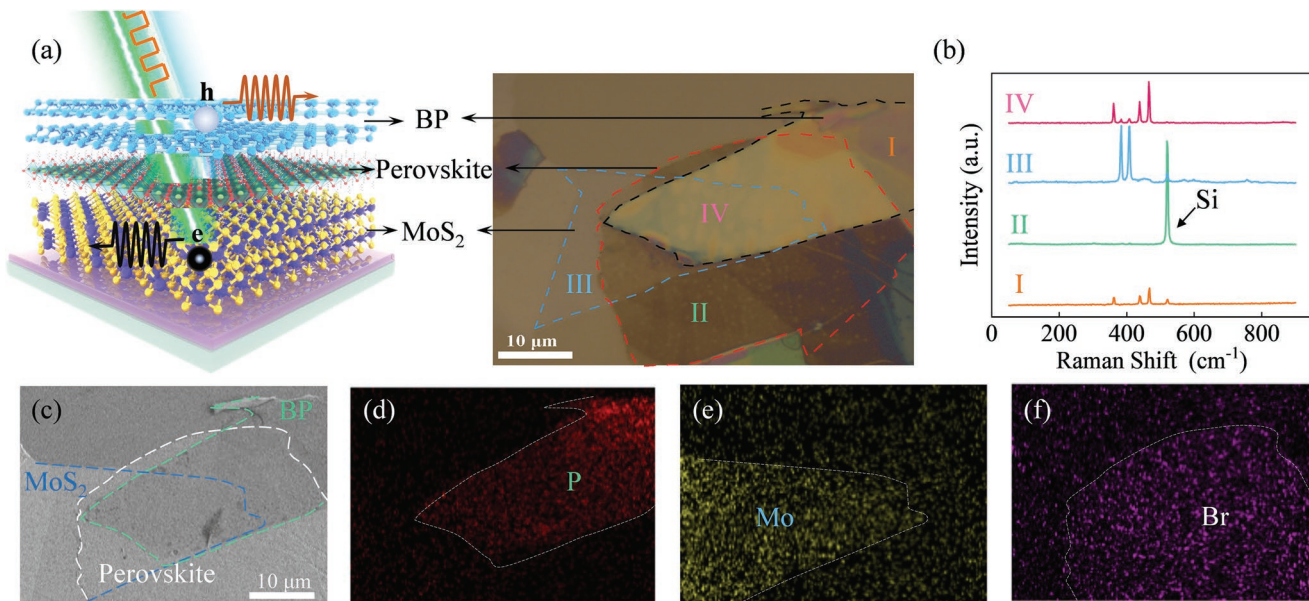 (a)
h
e
BP
Perovskite
MoS₂
I
IV
III
II
10 μm
(b)
Intensity (a.u.)
IV
III
II
I
Si
0 200 400 600 800
Raman Shift (cm⁻¹)
(c)
BP
MoS₂
Perovskite
10 μm
(d)
P
(e)
Mo
(f)
Br